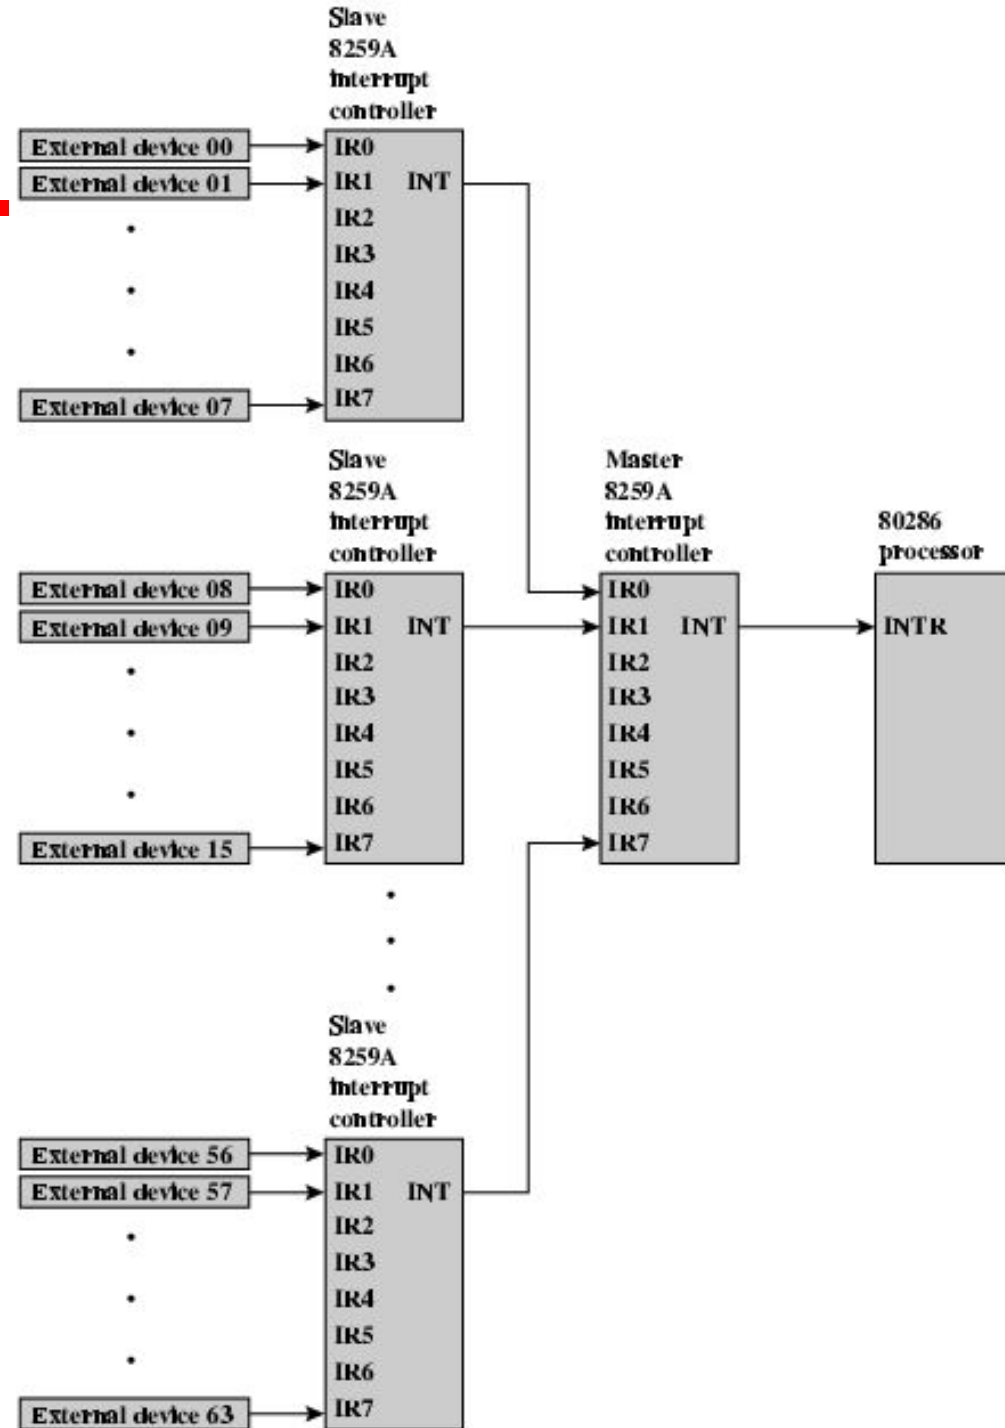 Slave
8259A
interrupt
controller
External device 00
IR0
External device 01
IR1 INT
IR2
IR3
IR4
IR5
IR6
External device 07
IR7
Slave
8259A
interrupt
controller
Master
8259A
interrupt
controller
80286
processor
External device 08
IR0
External device 09
IR1 INT
IR2
IR3
IR4
IR5
IR6
External device 15
IR7
IR0
IR1 INT
IR2
IR3
IR4
IR5
IR6
IR7
INTR
Slave
8259A
interrupt
controller
External device 56
IR0
External device 57
IR1 INT
IR2
IR3
IR4
IR5
IR6
External device 63
IR7